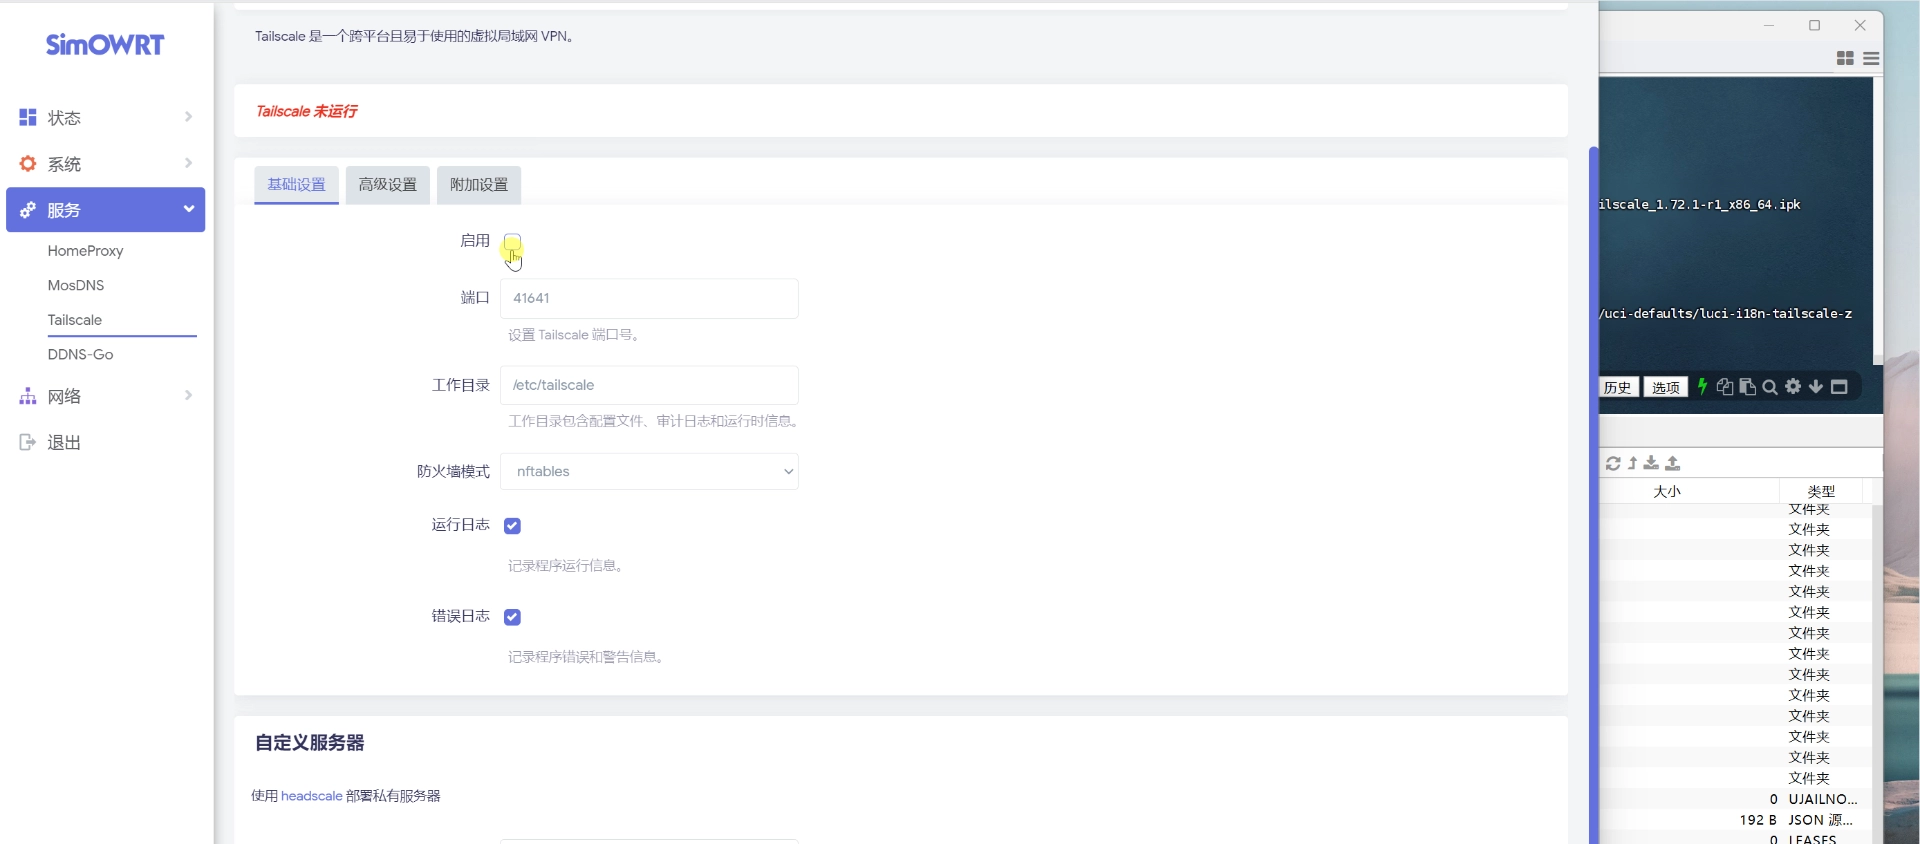 SimOWRT
状态
系统
服务
HomeProxy
MosDNS
Tailscale
DDNS-Go
网络
退出
Tailscale 是一个跨平台且易于使用的虚拟局域网 VPN。
Tailscale 未运行
基础设置
高级设置
附加设置
启用
端口
41641
设置 Tailscale 端口号。
工作目录
/etc/tailscale
工作目录包含配置文件、审计日志和运行时信息。
防火墙模式
nftables
运行日志
记录程序运行信息。
错误日志
记录程序错误和警告信息。
自定义服务器
使用 headscale 部署私有服务器
ilscale_1.72.1-r1_x86_64.ipk
/uci-defaults/luci-i18n-tailscale-z
历史
选项
大小 类型
文件夹
文件夹
文件夹
文件夹
文件夹
文件夹
文件夹
文件夹
文件夹
文件夹
文件夹
文件夹
文件夹
文件夹
0 UJAILNO...
192 B JSON 源...
0 LEASES